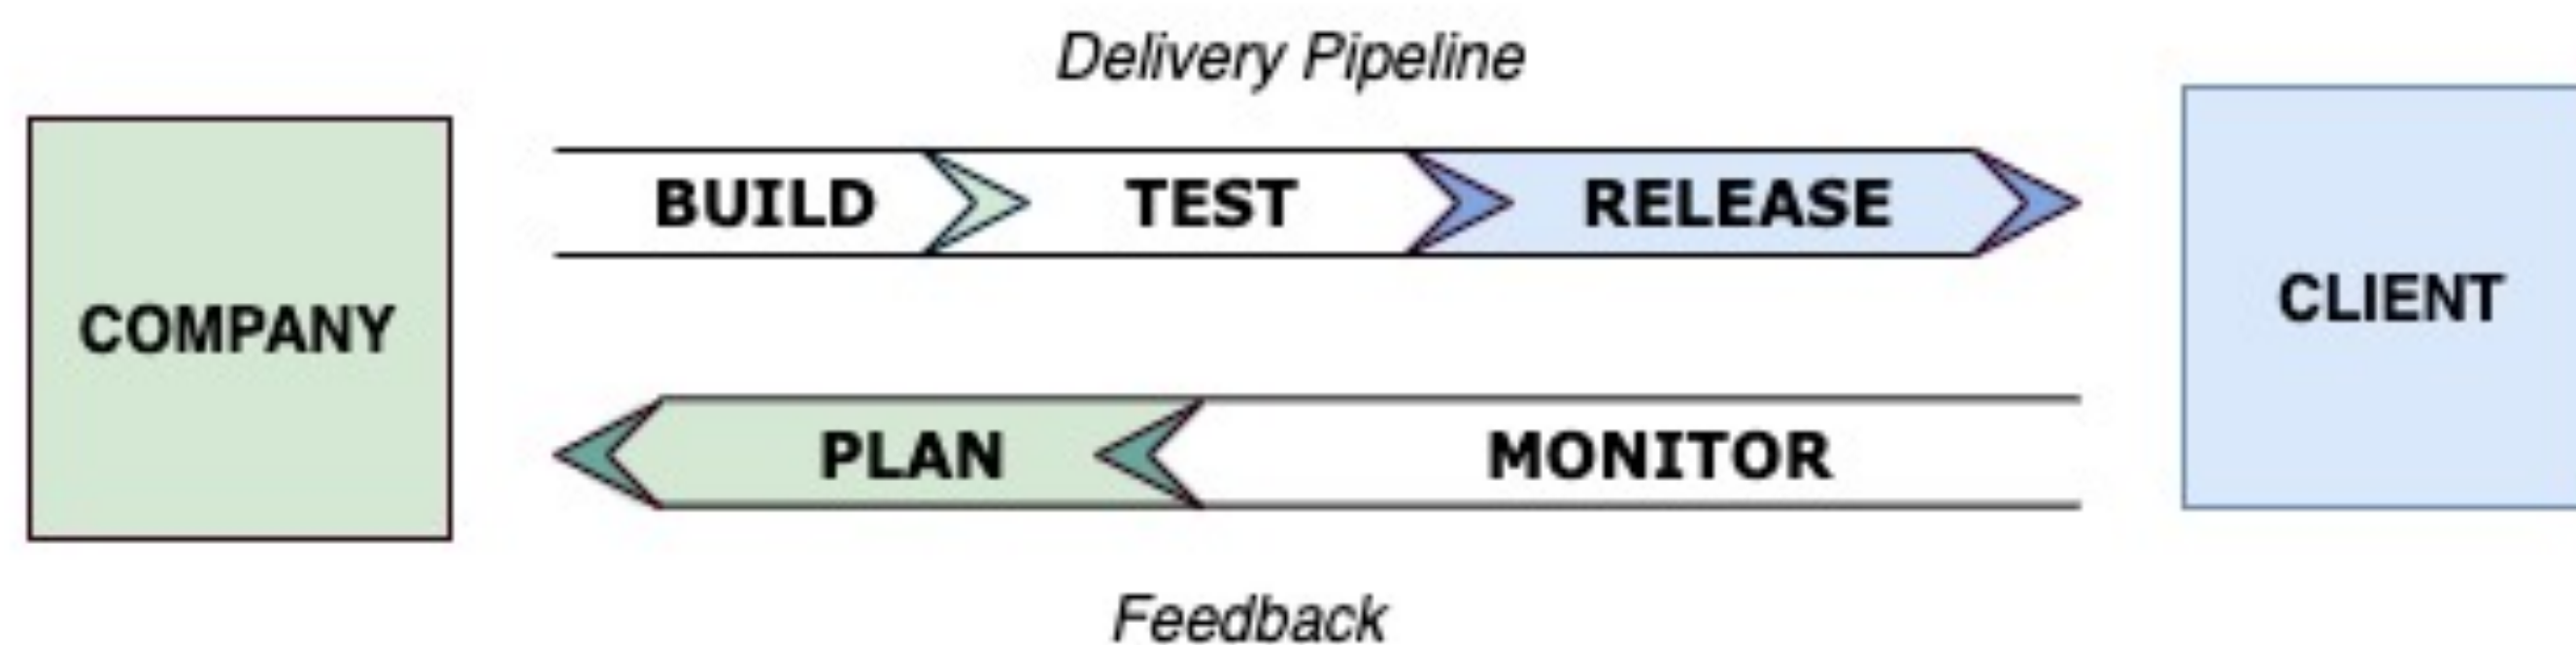 Delivery Pipeline
BUILD
TEST
RELEASE
COMPANY
CLIENT
PLAN
MONITOR
Feedback